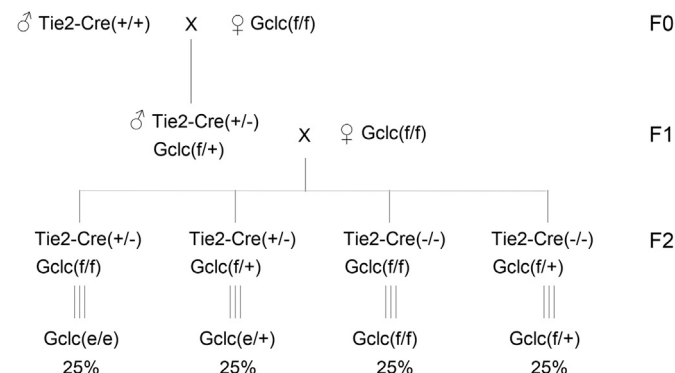 ♂ Tie2-Cre(+/+) X ♀ Gclc(f/f) F0
♂ Tie2-Cre(+/-) X ♀ Gclc(f/f) F1
Gclc(f/+)
Tie2-Cre(+/-) Tie2-Cre(+/-) Tie2-Cre(-/-) Tie2-Cre(-/-) F2
Gclc(f/f) Gclc(f/+) Gclc(f/f) Gclc(f/+)
Gclc(e/e) Gclc(e/+) Gclc(f/f) Gclc(f/+)
25% 25% 25% 25%